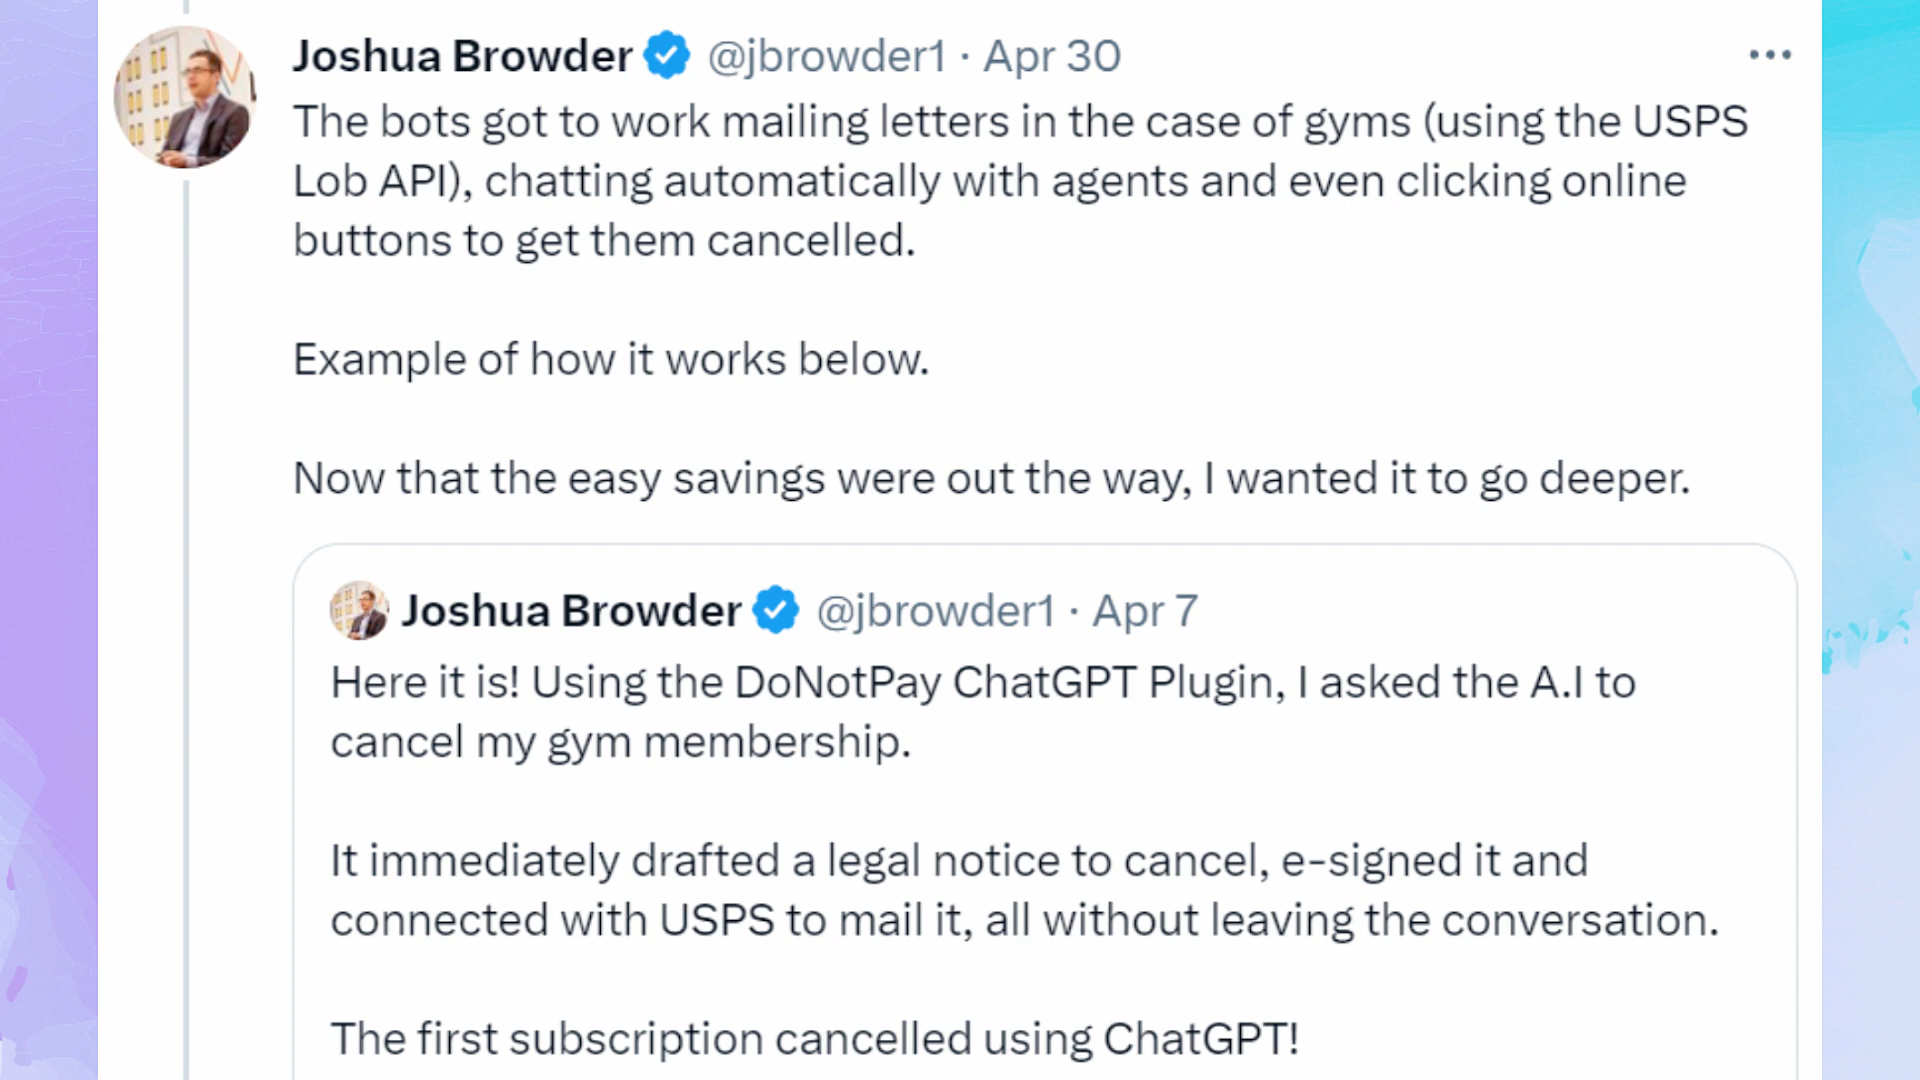 Joshua Browder @jbrowder1 · Apr 30
The bots got to work mailing letters in the case of gyms (using the USPS
Lob API), chatting automatically with agents and even clicking online
buttons to get them cancelled.
Example of how it works below.
Now that the easy savings were out the way, I wanted it to go deeper.
Joshua Browder @jbrowder1 · Apr 7
Here it is! Using the DoNotPay ChatGPT Plugin, I asked the A.I to
cancel my gym membership.
It immediately drafted a legal notice to cancel, e-signed it and
connected with USPS to mail it, all without leaving the conversation.
The first subscription cancelled using ChatGPT!